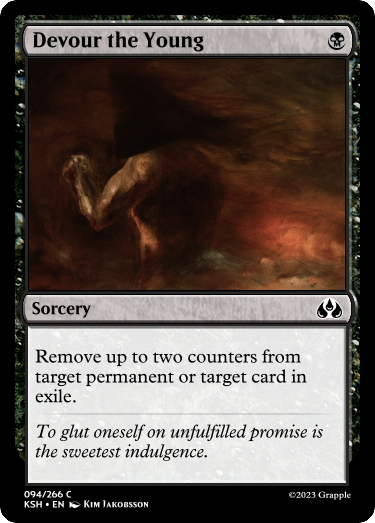 Devour the Young
Sorcery
Remove up to two counters from
target permanent or target card in
exile.
To glut oneself on unfulfilled promise is
the sweetest indulgence.
094/266 C
KSH • EN Kim Jakobsson
©2023 Grapple